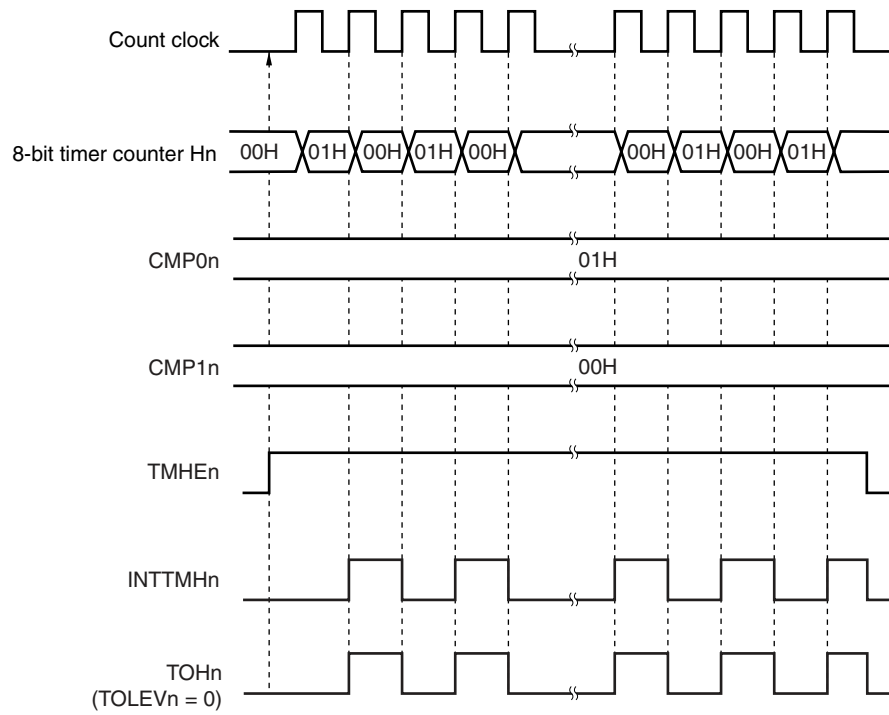 Count clock
8-bit timer counter Hn 00H 01H 00H 01H 00H 00H 01H 00H 01H
CMP0n 01H
CMP1n 00H
TMHEn
INTTMHn
TOHn
(TOLEVn = 0)